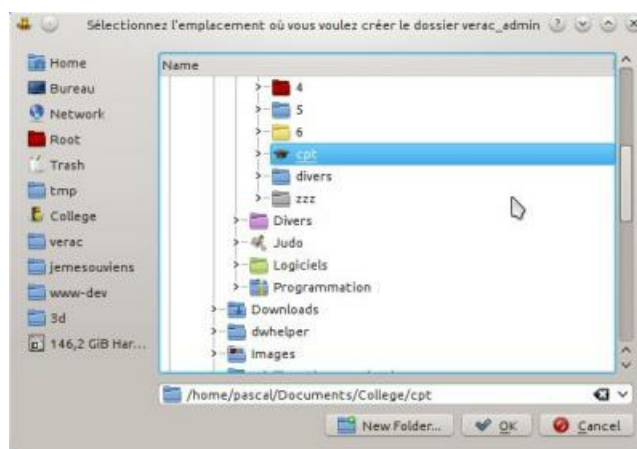 Sélectionnez l'emplacement où vous voulez créer le dossier verac_admin
Home
Bureau
Network
Root
Trash
tmp
College
verac
jemesouviens
www-dev
3d
146,2 GiB Har...
Name
4
5
6
cpt
divers
zzz
Divers
Judo
Logiciels
Programmation
Downloads
dwhelper
Images
/home/pascal/Documents/College/cpt
New Folder...
OK
Cancel